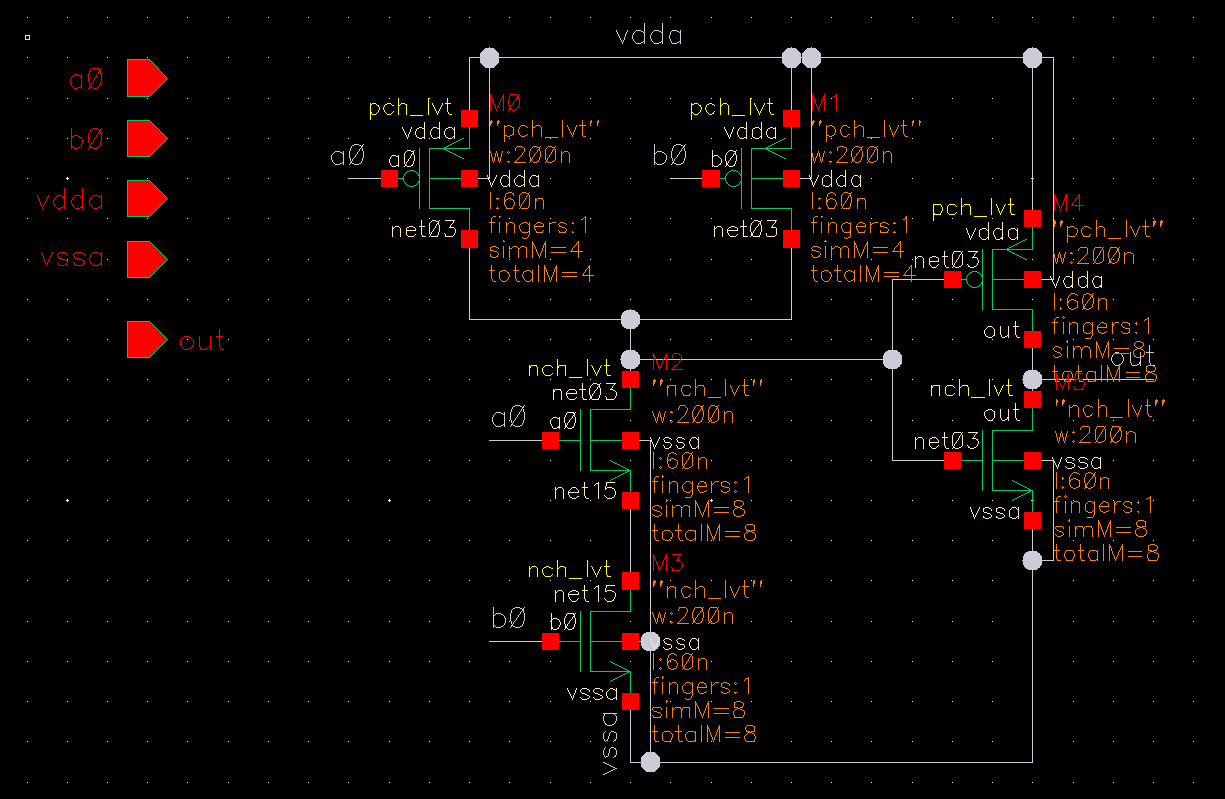 vdda
a0
b0
vdda
vssa
out
pch_lvt
M0
vdda
"pch_lvt"
a0
a0
w:200n
vdda
l:60n
net03
fingers:1
simM=4
totalM=4
pch_lvt
M1
vdda
"pch_lvt"
b0
b0
w:200n
vdda
l:60n
net03
fingers:1
simM=4
totalM=4
pch_lvt
M4
vdda
"pch_lvt"
net03
w:200n
vdda
l:60n
out
fingers:1
simM=8
totalM=8
out
nch_lvt
M2
net03
"nch_lvt"
a0
a0
w:200n
vssa
l:60n
net15
fingers:1
simM=8
totalM=8
nch_lvt
M5
out
"nch_lvt"
net03
w:200n
vssa
l:60n
vssa
fingers:1
simM=8
totalM=8
nch_lvt
M3
net15
"nch_lvt"
b0
b0
w:200n
vssa
l:60n
vssa
fingers:1
simM=8
totalM=8
vssa